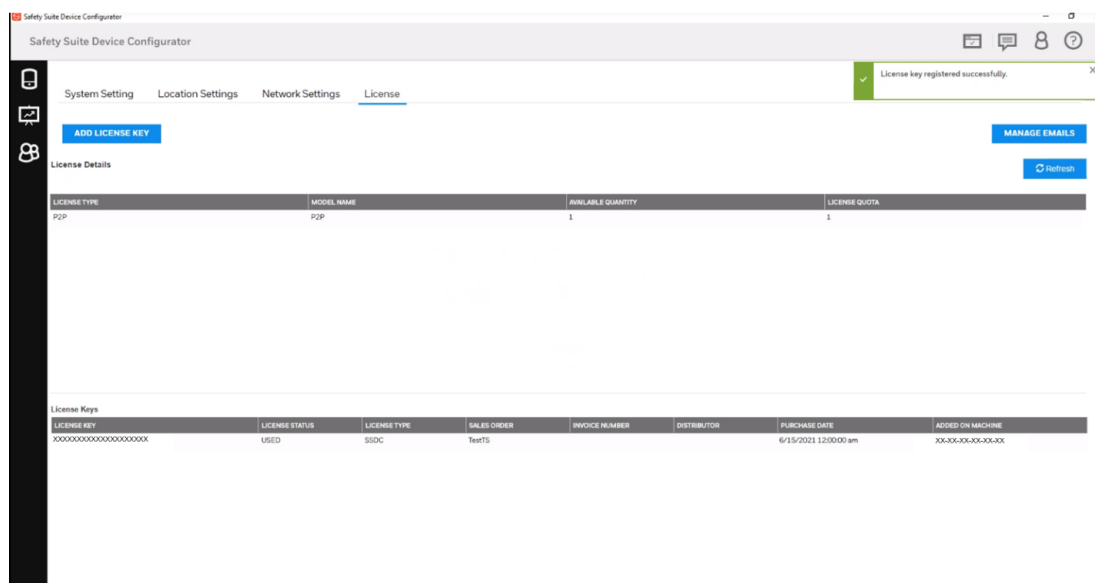 Safety Suite Device Configurator
Safety Suite Device Configurator
License key registered successfully.
System Setting Location Settings Network Settings License
ADD LICENSE KEY MANAGE EMAILS
License Details
Refresh
LICENSE TYPE MODEL NAME AVAILABLE QUANTITY LICENSE QUOTA
P2P P2P 1 1
License Keys
LICENSE KEY LICENSE STATUS LICENSE TYPE SALES ORDER INVOICE NUMBER DISTRIBUTOR PURCHASE DATE ADDED ON MACHINE
XXXXXXXXXXXXXXXXXXXX USED SSDC TestTS 6/15/2021 12:00:00 am XX-XX-XX-XX-XX-XX